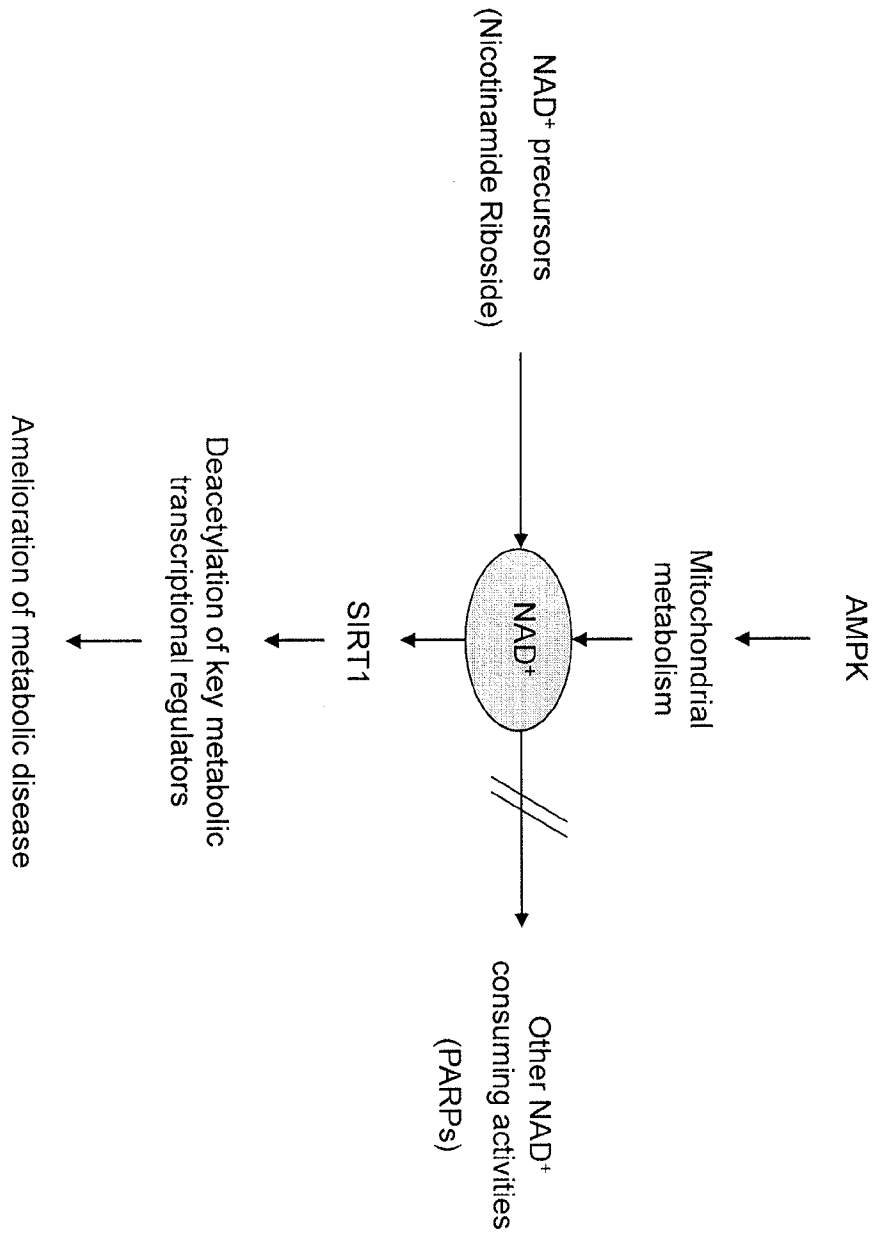 AMPK
Mitochondrial
metabolism
NAD⁺ precursors
(Nicotinamide Riboside)
NAD⁺
Other NAD⁺
consuming activities
(PARPs)
SIRT1
Deacetylation of key metabolic
transcriptional regulators
Amelioration of metabolic disease